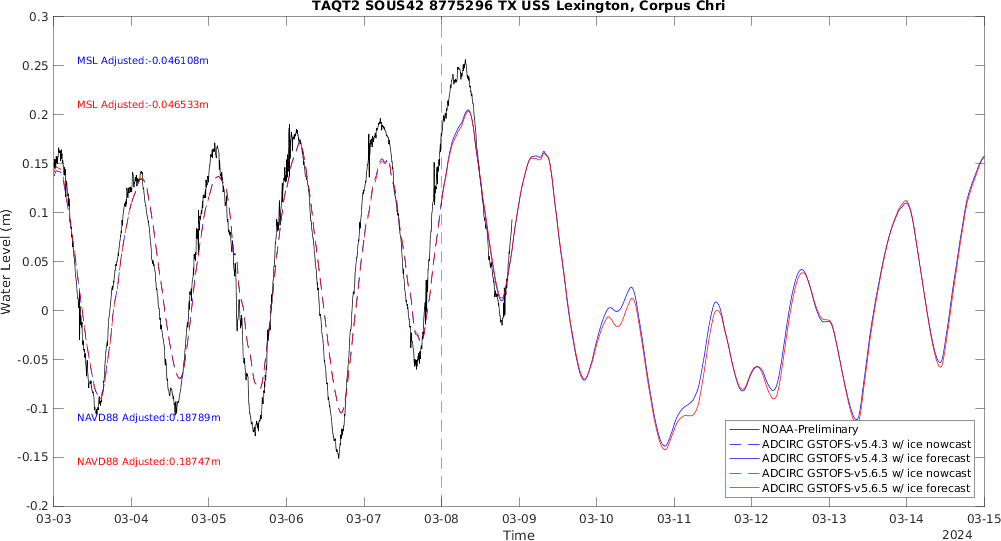 TAQT2 SOUS42 8775296 TX USS Lexington, Corpus Chri
0.3
0.25
0.2
0.15
0.1
0.05
0
-0.05
-0.1
-0.15
-0.2
Water Level (m)
MSL Adjusted:-0.046108m
MSL Adjusted:-0.046533m
NAVD88 Adjusted:0.18789m
NAVD88 Adjusted:0.18747m
NOAA-Preliminary
ADCIRC GSTOFS-v5.4.3 w/ ice nowcast
ADCIRC GSTOFS-v5.4.3 w/ ice forecast
ADCIRC GSTOFS-v5.6.5 w/ ice nowcast
ADCIRC GSTOFS-v5.6.5 w/ ice forecast
03-03 03-04 03-05 03-06 03-07 03-08 03-09 03-10 03-11 03-12 03-13 03-14 03-15
Time
2024